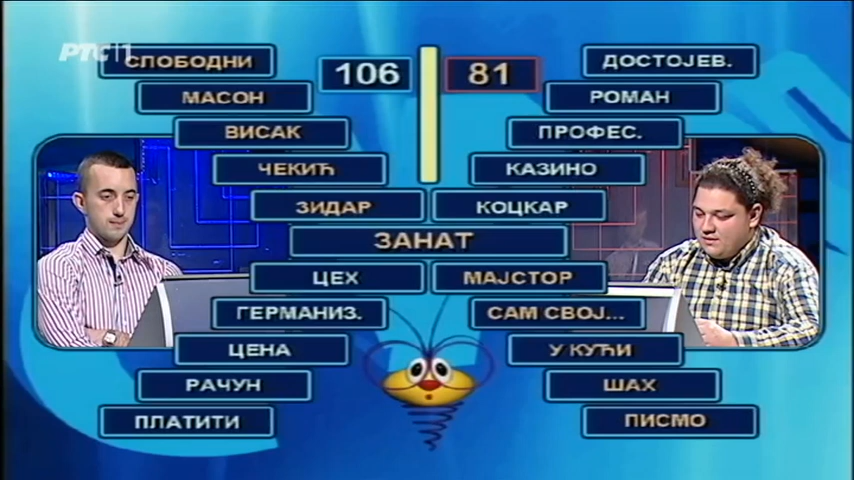 РТС 1
СЛОБОДНИ
106
81
ДОСТОЈЕВ.
МАСОН
РОМАН
ВИСАК
ПРОФЕС.
ЧЕКИЋ
КАЗИНО
ЗИДАР
КОЦКАР
ЗАНАТ
ЦЕХ
МАЈСТОР
ГЕРМАНИЗ.
САМ СВОЈ...
ЦЕНА
У КУЋИ
РАЧУН
ШАХ
ПЛАТИТИ
ПИСМО